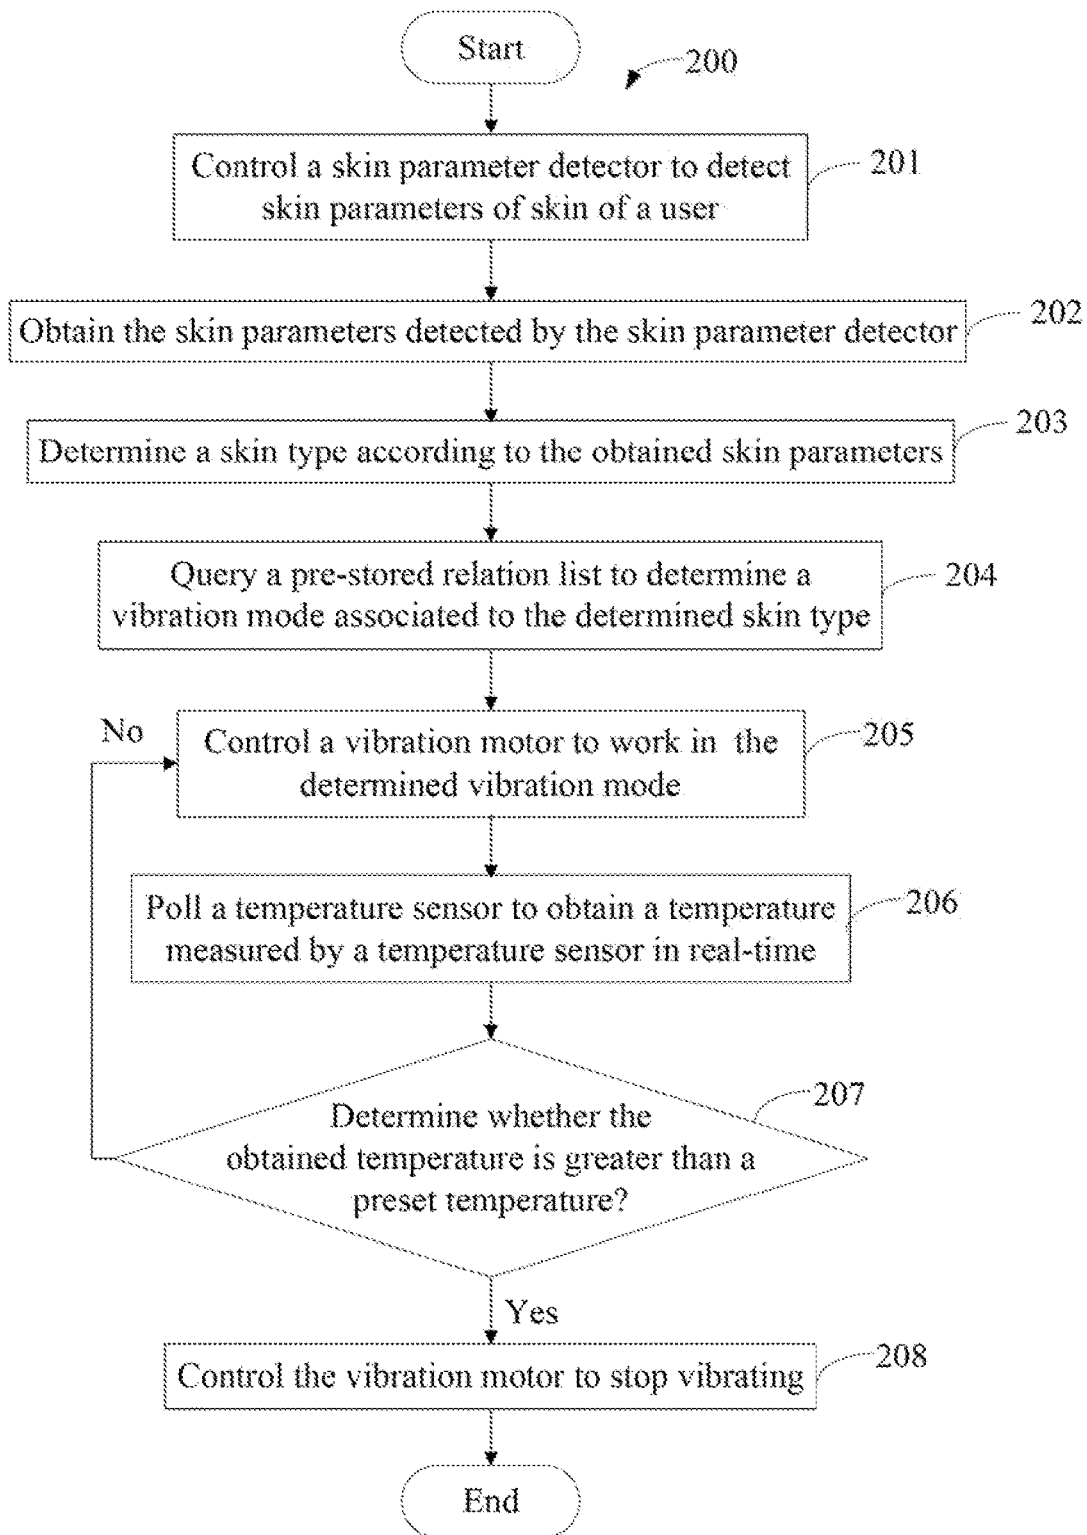 Start
200
Control a skin parameter detector to detect
skin parameters of skin of a user
201
Obtain the skin parameters detected by the skin parameter detector
202
Determine a skin type according to the obtained skin parameters
203
Query a pre-stored relation list to determine a
vibration mode associated to the determined skin type
204
No
Control a vibration motor to work in the
determined vibration mode
205
Poll a temperature sensor to obtain a temperature
measured by a temperature sensor in real-time
206
Determine whether the
obtained temperature is greater than a
preset temperature?
207
Yes
Control the vibration motor to stop vibrating
208
End